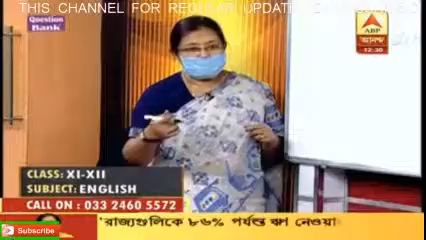 THIS CHANNEL FOR REGULAR UPDATE
Question
Bank
ABP
আনন্দ
12:30
CLASS: XI-XII
SUBJECT: ENGLISH
CALL ON : 033 2460 5572
'রাজ্যগুলিকে ৮৬% পর্যন্ত ঋণ নেওয়া
Subscribe